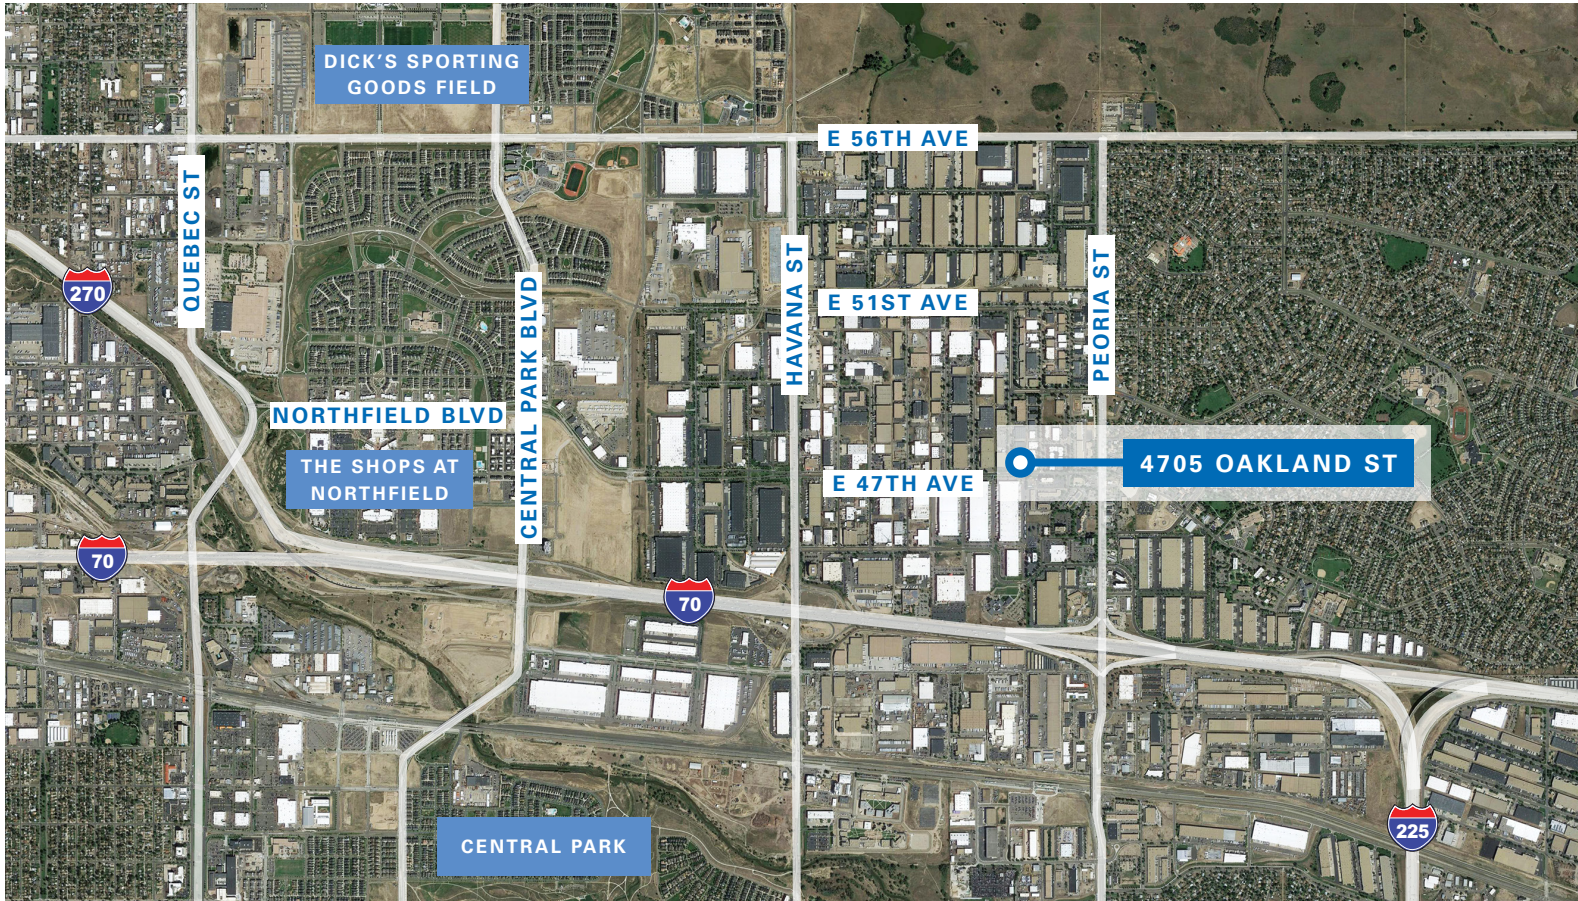 DICK'S SPORTING
GOODS FIELD
E 56TH AVE
QUEBEC ST
270
CENTRAL PARK BLVD
HAVANA ST
E 51ST AVE
PEORIA ST
NORTHFIELD BLVD
THE SHOPS AT
NORTHFIELD
E 47TH AVE
4705 OAKLAND ST
70
70
225
CENTRAL PARK